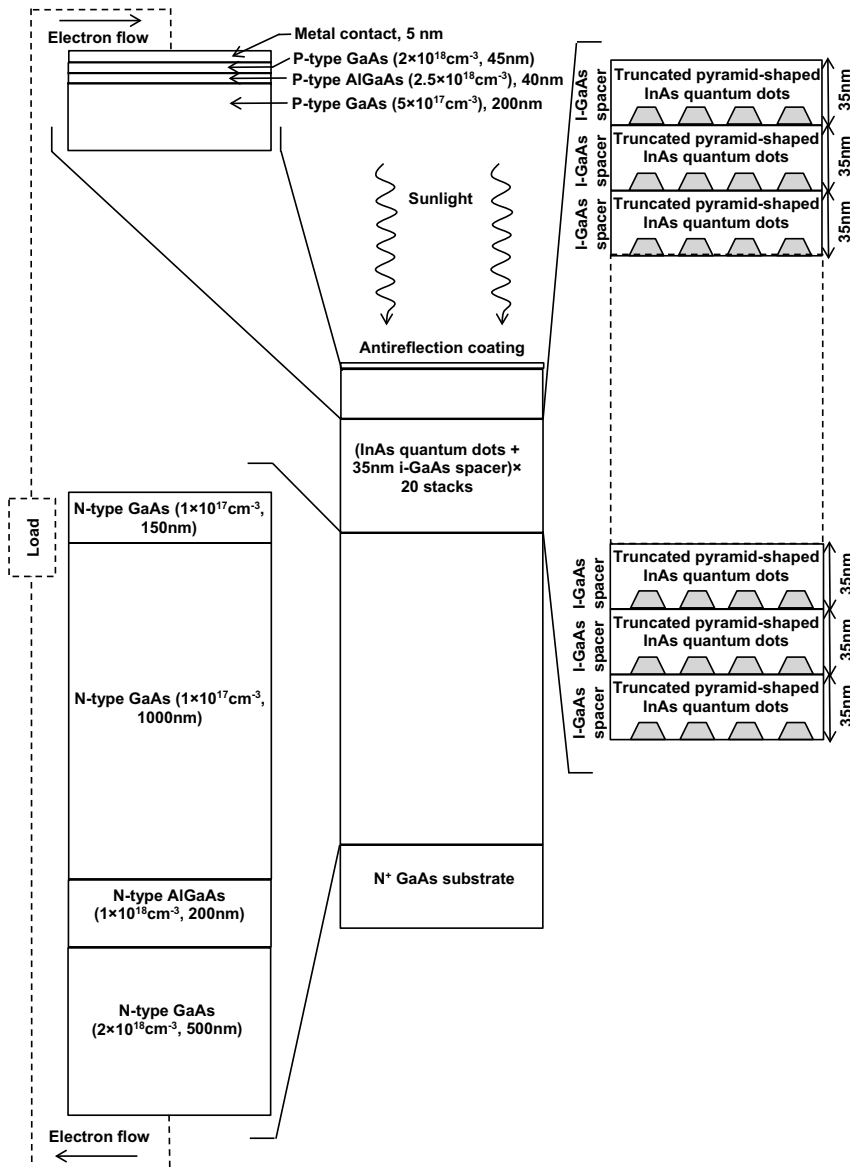 Electron flow
Metal contact, 5 nm
P-type GaAs (2×10¹⁸cm⁻³, 45nm)
P-type AlGaAs (2.5×10¹⁸cm⁻³), 40nm
P-type GaAs (5×10¹⁷cm⁻³), 200nm
Sunlight
Antireflection coating
(InAs quantum dots +
35nm i-GaAs spacer)×
20 stacks
N⁺ GaAs substrate
I-GaAs
spacer
Truncated pyramid-shaped
InAs quantum dots
35nm
I-GaAs
spacer
Truncated pyramid-shaped
InAs quantum dots
35nm
I-GaAs
spacer
Truncated pyramid-shaped
InAs quantum dots
35nm
I-GaAs
spacer
Truncated pyramid-shaped
InAs quantum dots
35nm
I-GaAs
spacer
Truncated pyramid-shaped
InAs quantum dots
35nm
I-GaAs
spacer
Truncated pyramid-shaped
InAs quantum dots
35nm
Load
N-type GaAs (1×10¹⁷cm⁻³,
150nm)
N-type GaAs (1×10¹⁷cm⁻³,
1000nm)
N-type AlGaAs
(1×10¹⁸cm⁻³, 200nm)
N-type GaAs
(2×10¹⁸cm⁻³, 500nm)
Electron flow